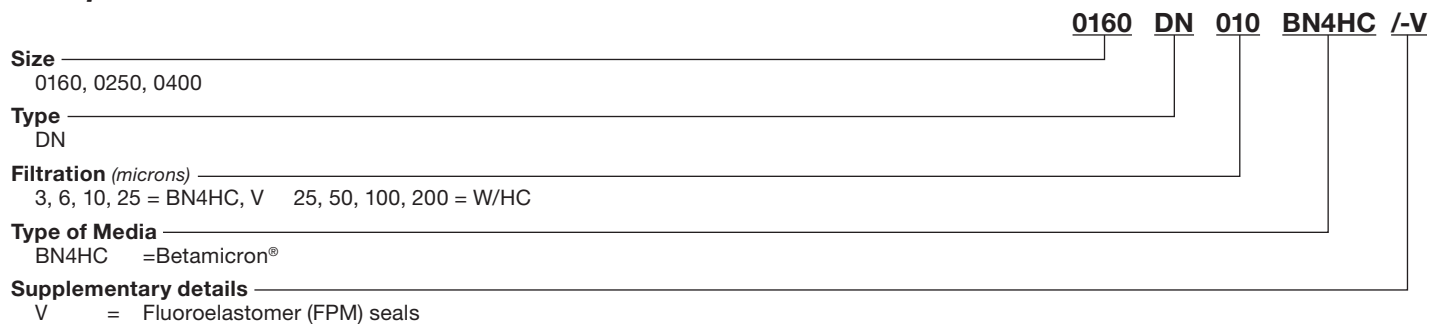 0160 DN 010 BN4HC /-V
Size
0160, 0250, 0400
Type
DN
Filtration (microns)
3, 6, 10, 25 = BN4HC, V 25, 50, 100, 200 = W/HC
Type of Media
BN4HC =Betamicron®
Supplementary details
V = Fluoroelastomer (FPM) seals